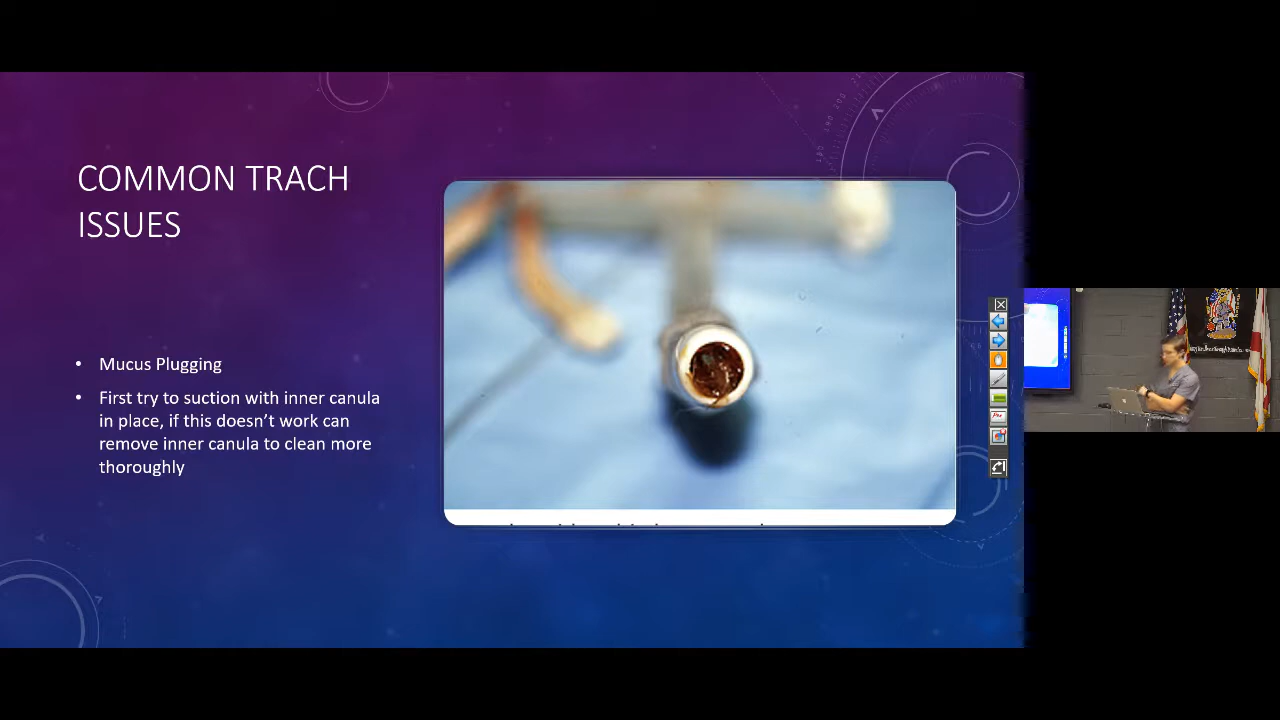 COMMON TRACH
ISSUES
• Mucus Plugging
• First try to suction with inner canula
in place, if this doesn't work can
remove inner canula to clean more
thoroughly